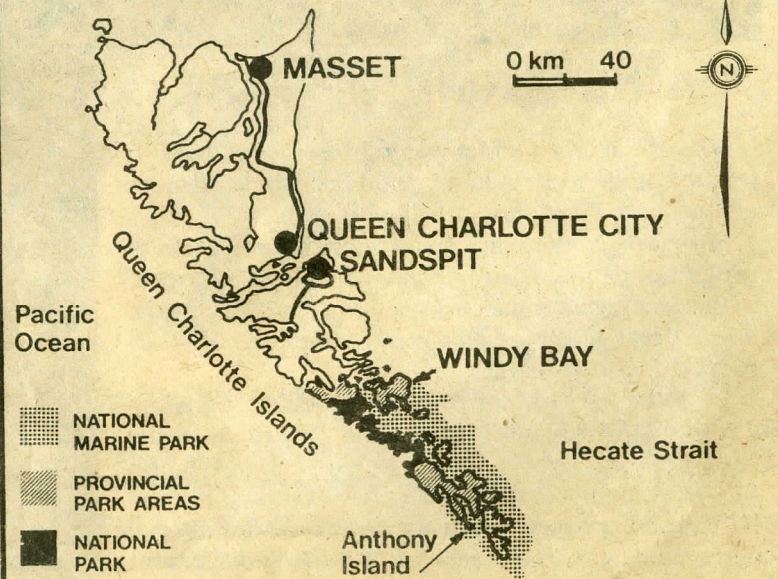 MASSET
0 km 40
N
QUEEN CHARLOTTE CITY
SANDSPIT
Queen Charlotte Islands
Pacific
Ocean
WINDY BAY
NATIONAL
MARINE PARK
Hecate Strait
PROVINCIAL
PARK AREAS
NATIONAL
PARK
Anthony
Island